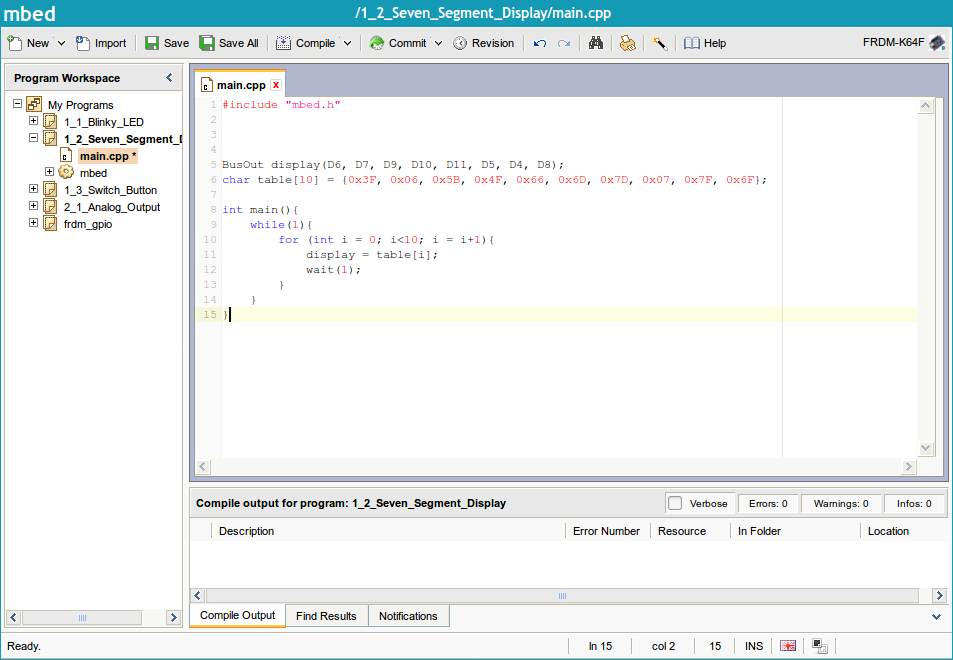 mbed /1_2_Seven_Segment_Display/main.cpp
New Import Save Save All Compile Commit Revision Help FRDM-K64F
Program Workspace
main.cpp x
My Programs
1_1_Blinky_LED
1_2_Seven_Segment_D
main.cpp *
mbed
1_3_Switch_Button
2_1_Analog_Output
frdm_gpio
1 #include "mbed.h"
2
3
4
5 BusOut display(D6, D7, D9, D10, D11, D5, D4, D8);
6 char table[10] = {0x3F, 0x06, 0x5B, 0x4F, 0x66, 0x6D, 0x7D, 0x07, 0x7F, 0x6F};
7
8 int main(){
9 while(1){
10 for (int i = 0; i<10; i = i+1){
11 display = table[i];
12 wait(1);
13 }
14 }
15 }
Compile output for program: 1_2_Seven_Segment_Display Verbose Errors: 0 Warnings: 0 Infos: 0
Description Error Number Resource In Folder Location
Compile Output Find Results Notifications
Ready. ln 15 col 2 15 INS